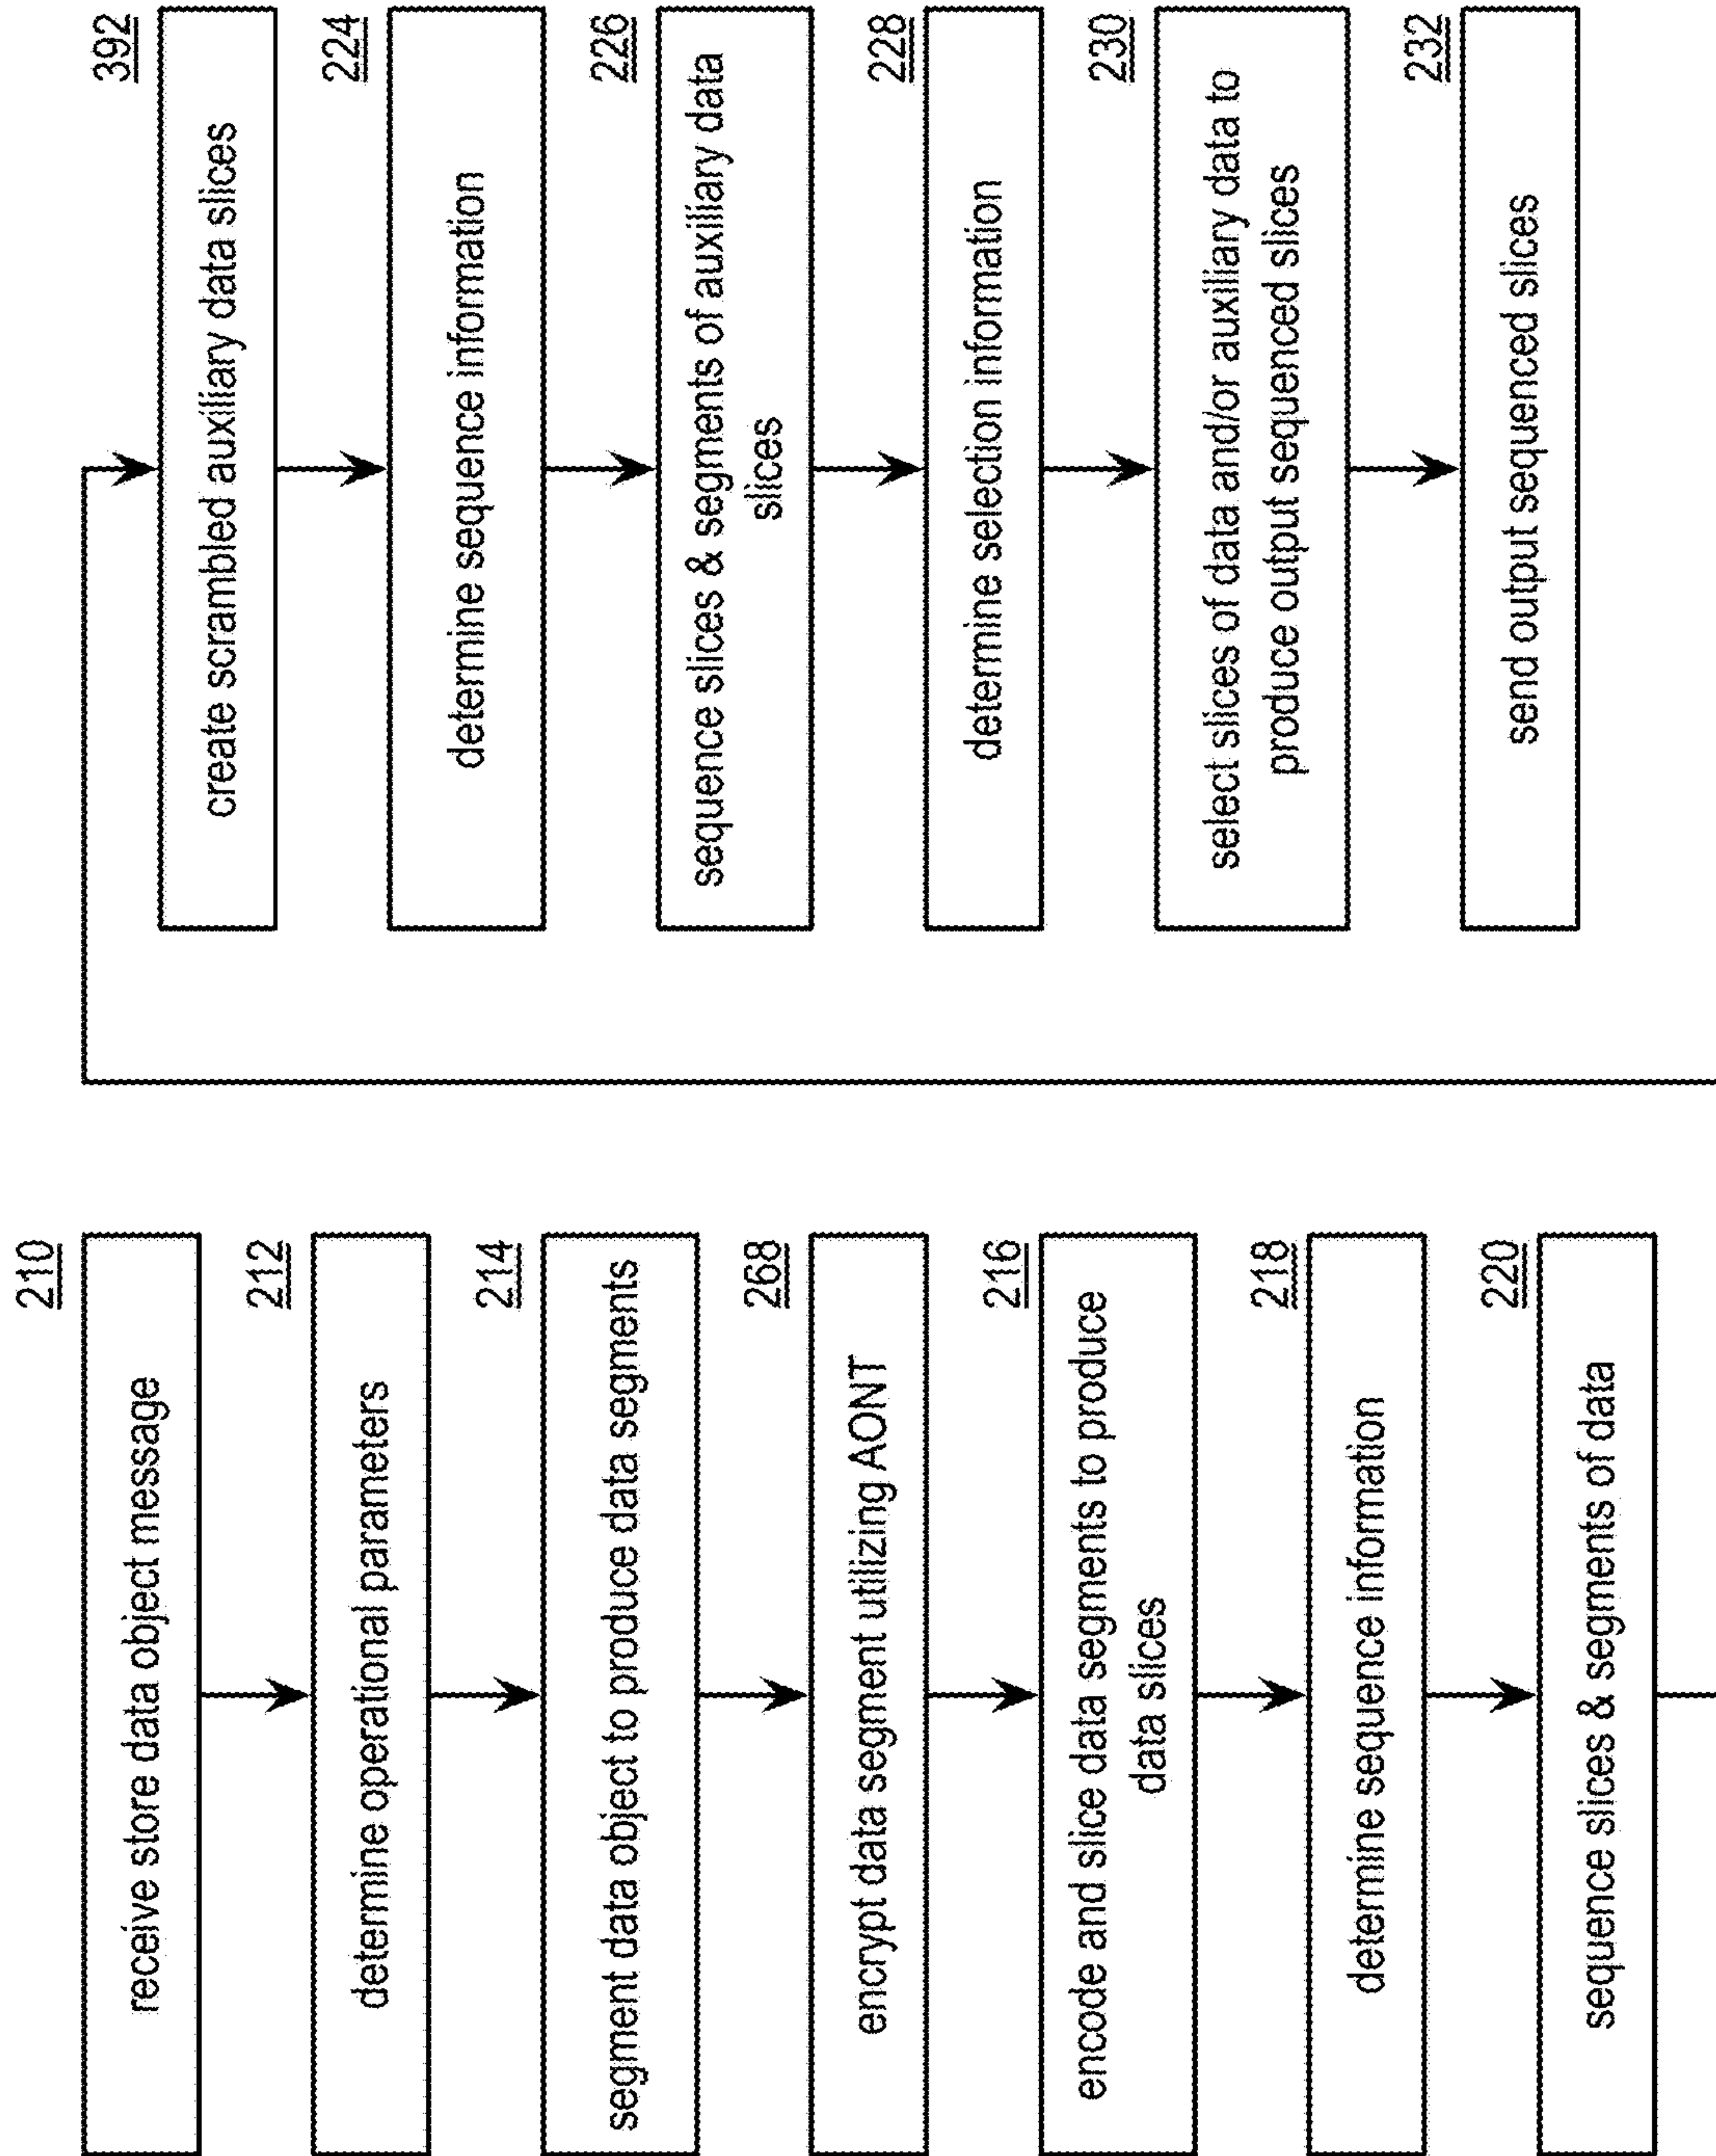 210
receive store data object message
212
determine operational parameters
214
segment data object to produce data segments
268
encrypt data segment utilizing AONT
216
encode and slice data segments to produce
data slices
218
determine sequence information
220
sequence slices & segments of data
392
create scrambled auxiliary data slices
224
determine sequence information
226
sequence slices & segments of auxiliary data
slices
228
determine selection information
230
select slices of data and/or auxiliary data to
produce output sequenced slices
232
send output sequenced slices